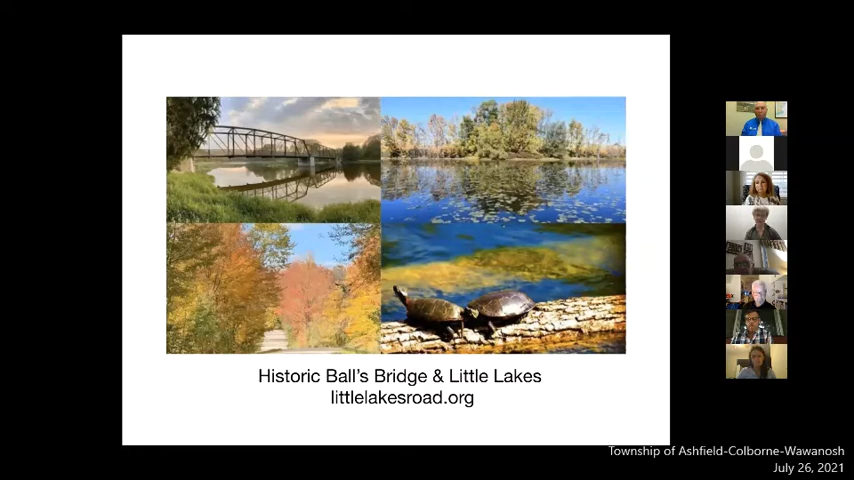 Historic Ball's Bridge & Little Lakes
littlelakesroad.org
Township of Ashfield-Colborne-Wawanosh
July 26, 2021